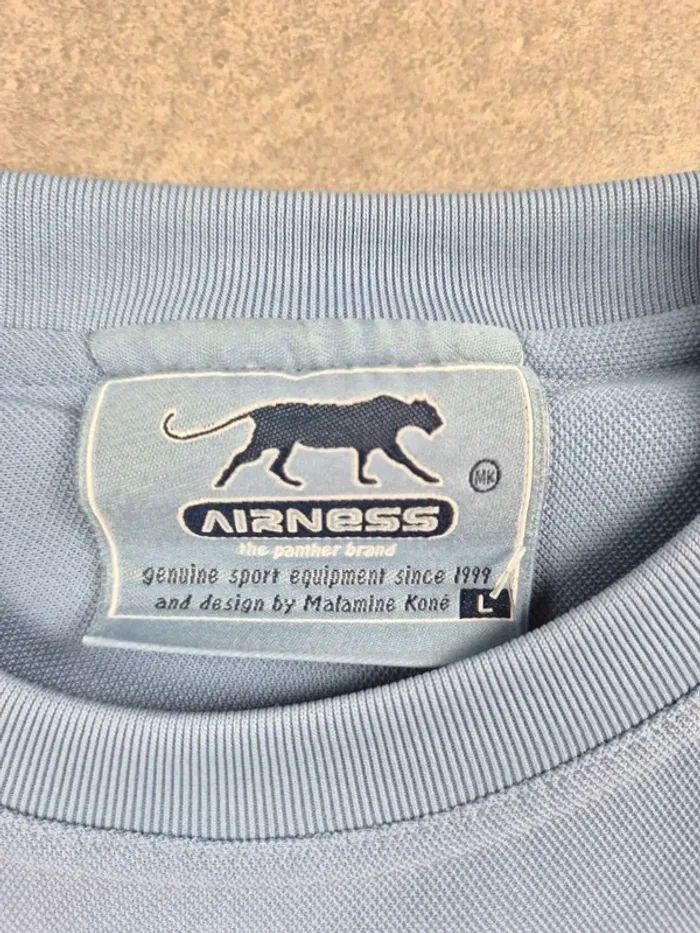 MK
AIRNESS
the panther brand
genuine sport equipment since 1999
and design by Malamine Koné L